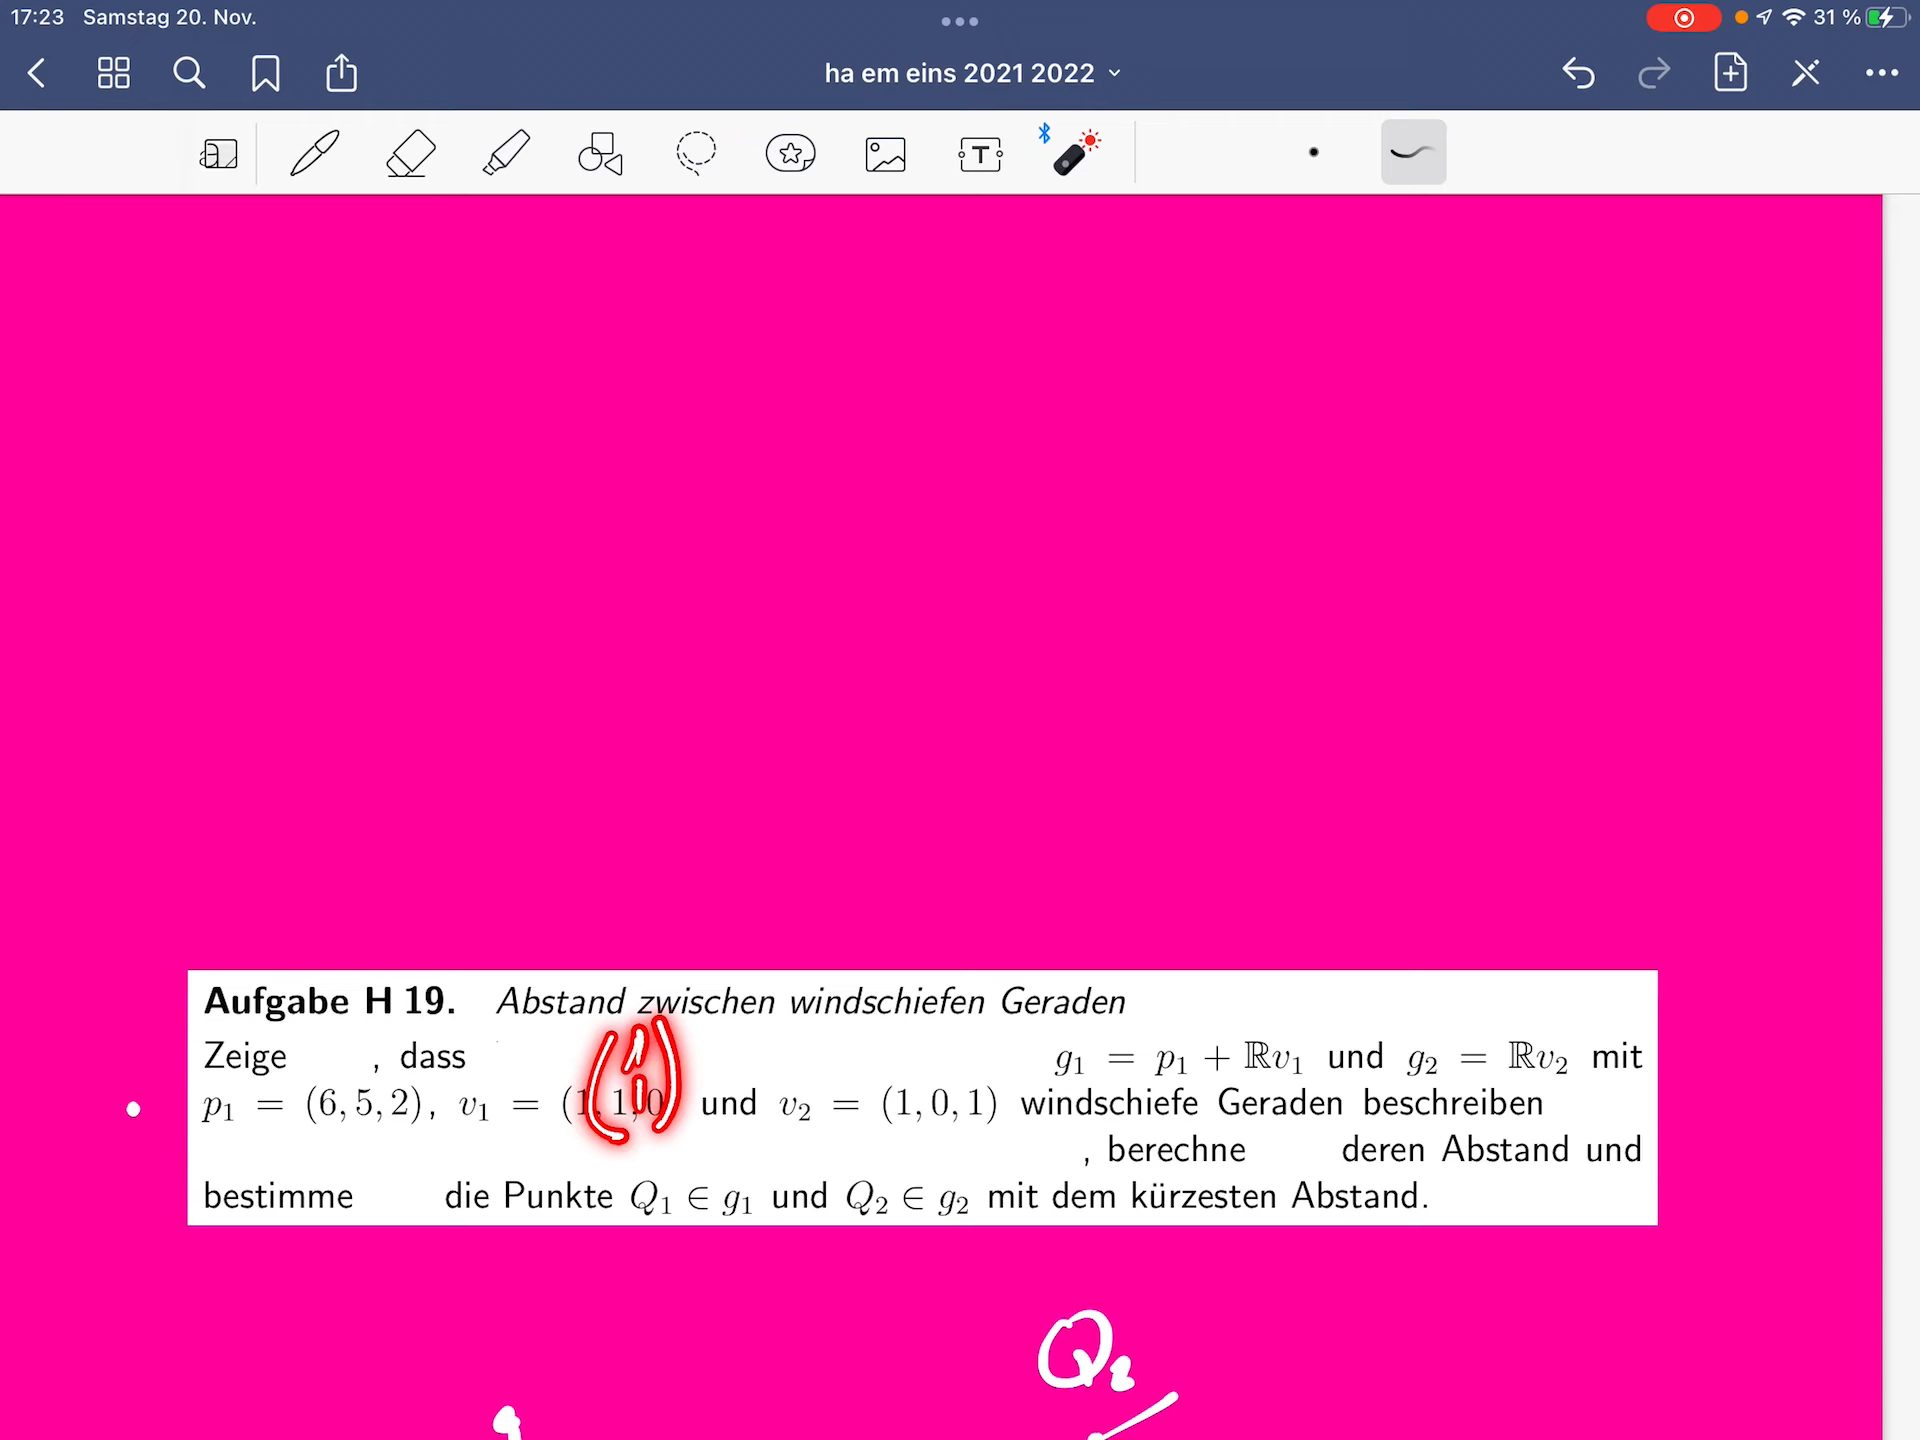 17:23 Samstag 20. Nov.
31 %
ha em eins 2021 2022
Aufgabe H 19. Abstand zwischen windschiefen Geraden
Zeige , dass g₁ = p₁ + ℝv₁ und g₂ = ℝv₂ mit
p₁ = (6, 5, 2), v₁ = (1, 1, 0 und v₂ = (1, 0, 1) windschiefe Geraden beschreiben
, berechne deren Abstand und
bestimme die Punkte Q₁ ∈ g₁ und Q₂ ∈ g₂ mit dem kürzesten Abstand.
Q₂